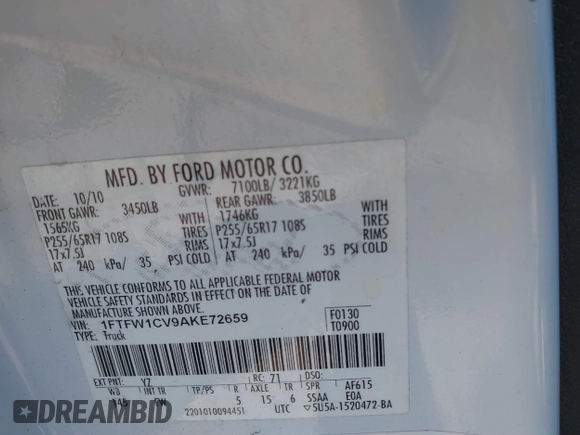 MFD. BY FORD MOTOR CO.
DATE: 10/10 GVWR: 7100LB/ 3221KG
FRONT GAWR: 3450LB REAR GAWR: 3850LB
1565KG WITH 1746KG WITH
P255/65R17 108S TIRES P255/65R17 108S TIRES
17x7.5J RIMS 17x7.5J RIMS
AT 240 kPa/ 35 PSI COLD AT 240 kPa/ 35 PSI COLD
THIS VEHICLE CONFORMS TO ALL APPLICABLE FEDERAL MOTOR
VEHICLE SAFETY STANDARDS IN EFFECT ON THE DATE OF
MANUFACTURE SHOWN ABOVE.
VIN: 1FTFW1CV9AKE72659 F0130
TYPE: Truck T0900
EXT PNT: YZ RC: 71 DSO:
WB INT TR TP/PS R AXLE TR SPR AF615
145 5 15 6 SSAA E0A
2201010094451 UTC 5U5A-1520472-BA
DREAMBID